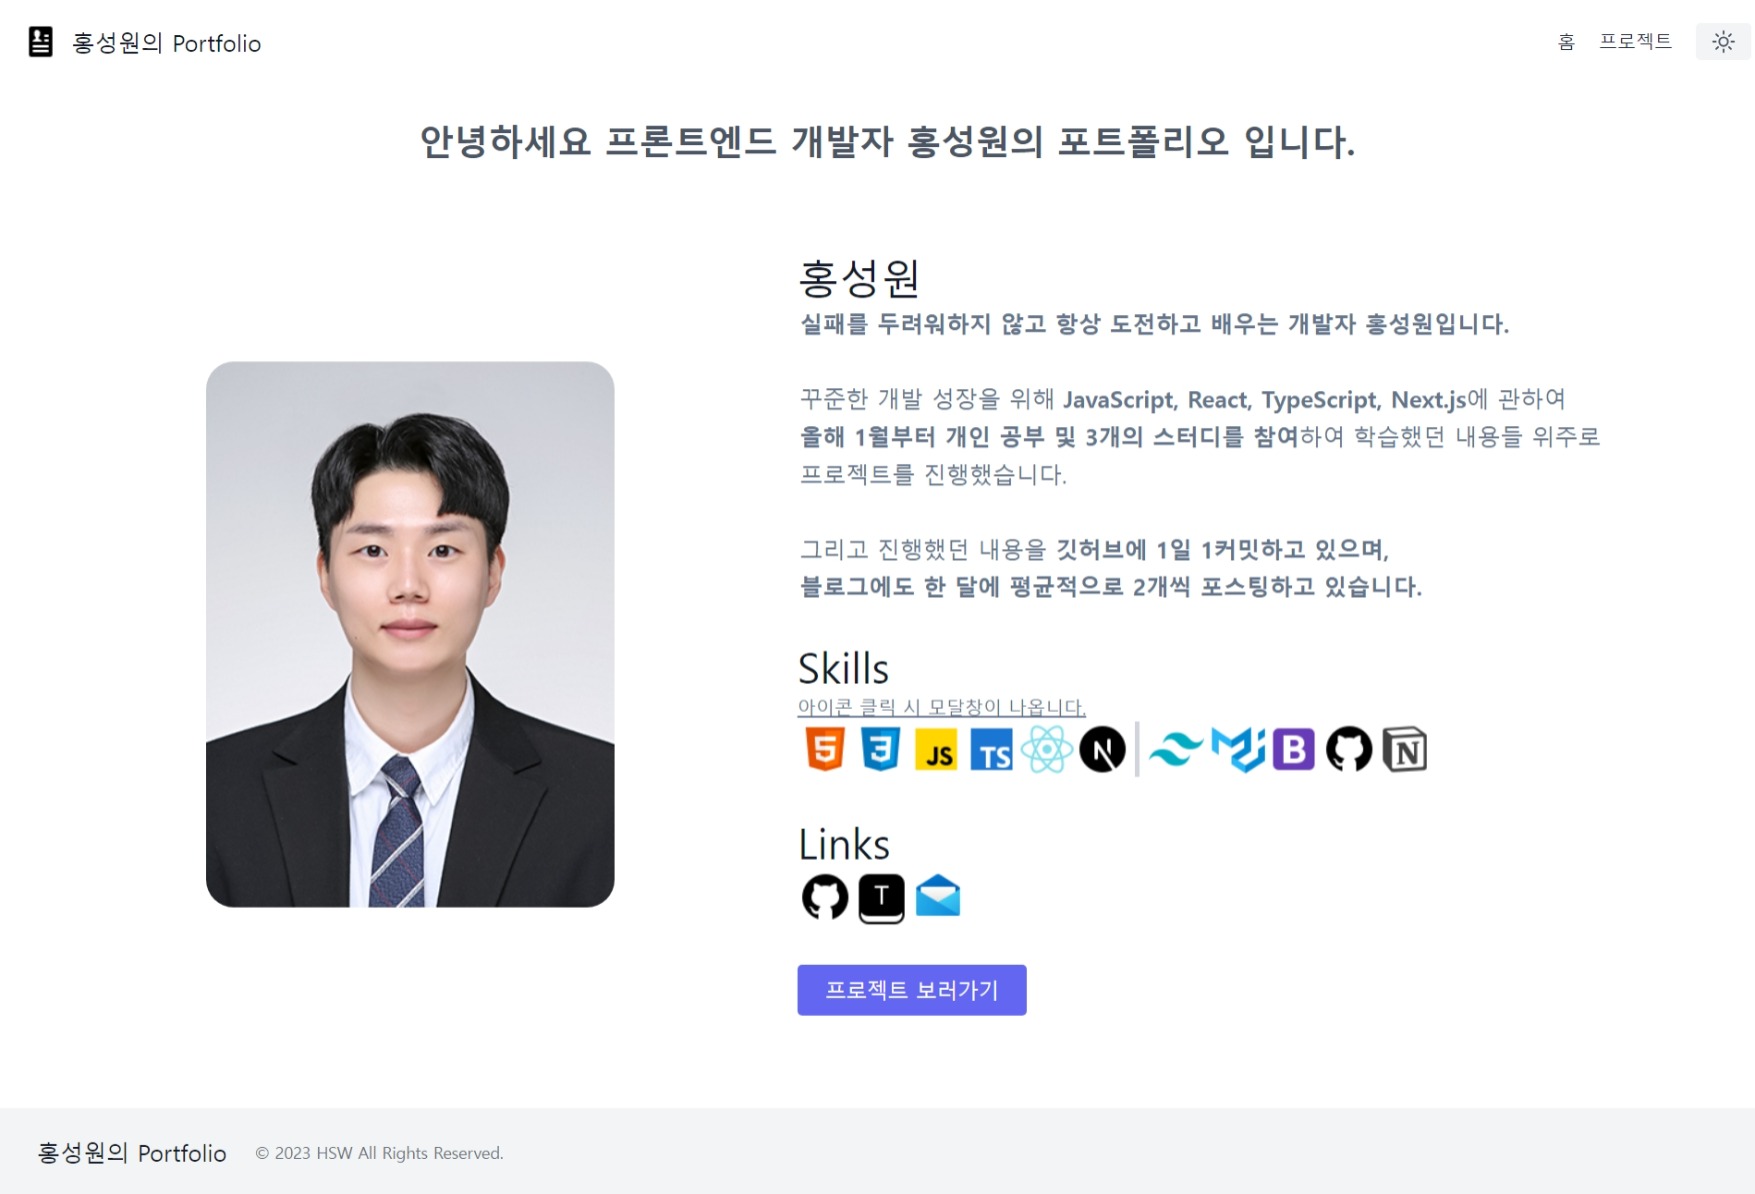 홍성원의 Portfolio
홈 프로젝트
안녕하세요 프론트엔드 개발자 홍성원의 포트폴리오 입니다.
홍성원
실패를 두려워하지 않고 항상 도전하고 배우는 개발자 홍성원입니다.
꾸준한 개발 성장을 위해 JavaScript, React, TypeScript, Next.js에 관하여
올해 1월부터 개인 공부 및 3개의 스터디를 참여하여 학습했던 내용들 위주로
프로젝트를 진행했습니다.
그리고 진행했던 내용을 깃허브에 1일 1커밋하고 있으며,
블로그에도 한 달에 평균적으로 2개씩 포스팅하고 있습니다.
Skills
아이콘 클릭 시 모달창이 나옵니다.
5 3 JS TS N B N
Links
T
프로젝트 보러가기
홍성원의 Portfolio © 2023 HSW All Rights Reserved.